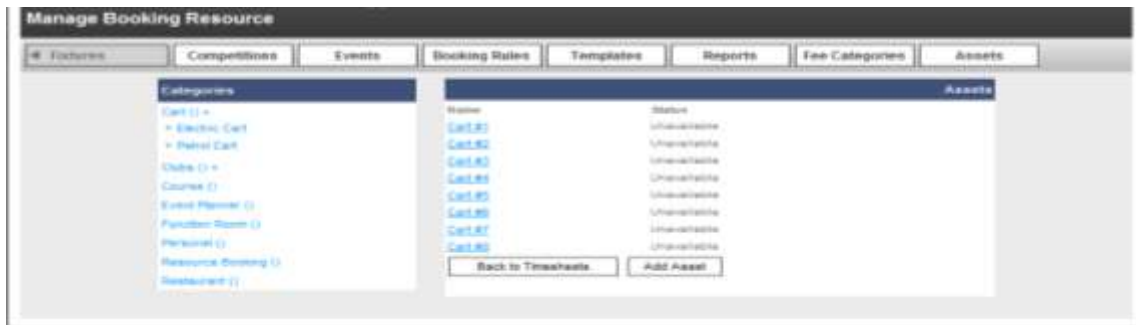 Manage Booking Resource
Fixtures
Competitions
Events
Booking Rules
Templates
Reports
Fee Categories
Assets
Categories
Cart () »
» Electric Cart
» Petrol Cart
Clubs () »
Course ()
Event Planner ()
Function Room ()
Personal ()
Resource Booking ()
Restaurant ()
Assets
Name Status
Cart #1 Unavailable
Cart #2 Unavailable
Cart #3 Unavailable
Cart #4 Unavailable
Cart #5 Unavailable
Cart #6 Unavailable
Cart #7 Unavailable
Cart #8 Unavailable
Back to Timesheets
Add Asset